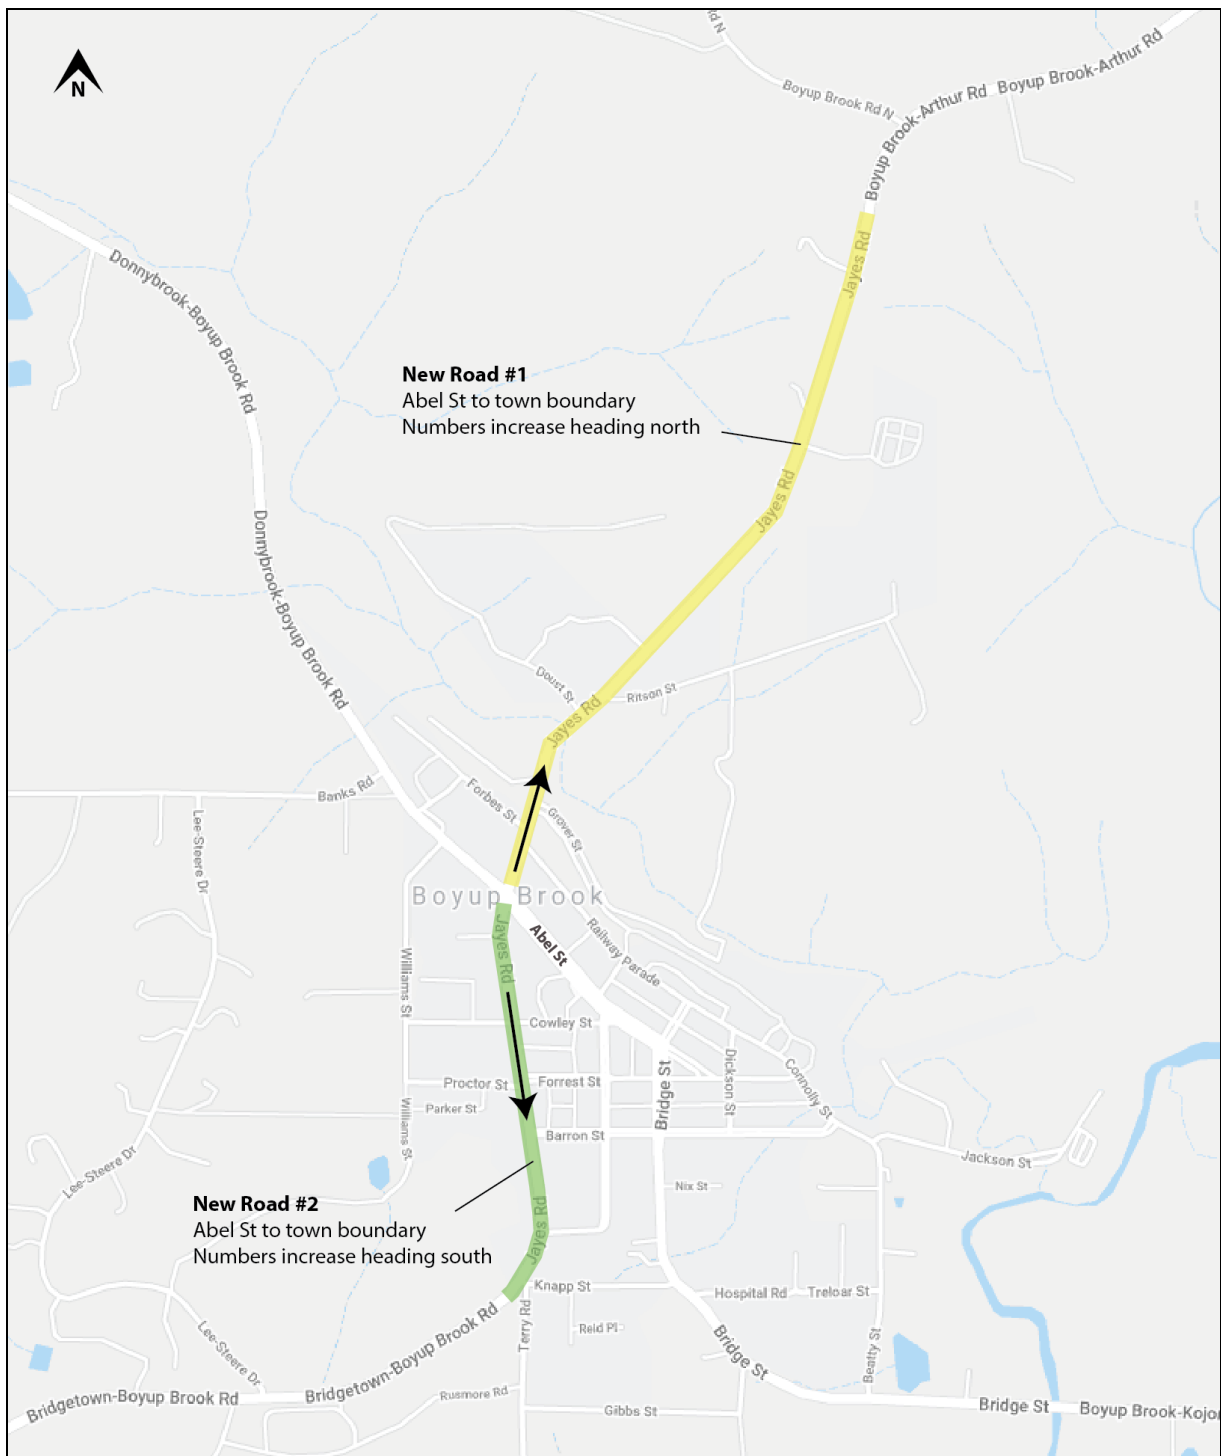 Rd N
Boyup Brook-Arthur Rd
Boyup Brook-Arthur Rd
Boyup Brook Rd N
N
Donnybrook-Boyup Brook Rd
Jayes Rd
New Road #1
Abel St to town boundary
Numbers increase heading north
Jayes Rd
Donnybrook-Boyup Brook Rd
Doust St
Ritson St
Jayes Rd
Banks Rd
Forbes St
Grover St
Lee-Steere Dr
Boyup Brook
Jayes Rd
Abel St
Railway Parade
Williams St
Cowley St
Proctor St
Forrest St
Dickson St
Connolly St
Bridge St
Parker St
Williams St
Barron St
Lee-Steere Dr
Jackson St
Nix St
New Road #2
Abel St to town boundary
Numbers increase heading south
Jayes Rd
Knapp St
Hospital Rd
Treloar St
Terry Rd
Reid Pl
Lee-Steere Dr
Bridge St
Beatty St
Bridgetown-Boyup Brook Rd
Bridgetown-Boyup Brook Rd
Rusmore Rd
Gibbs St
Bridge St
Boyup Brook-Kojon